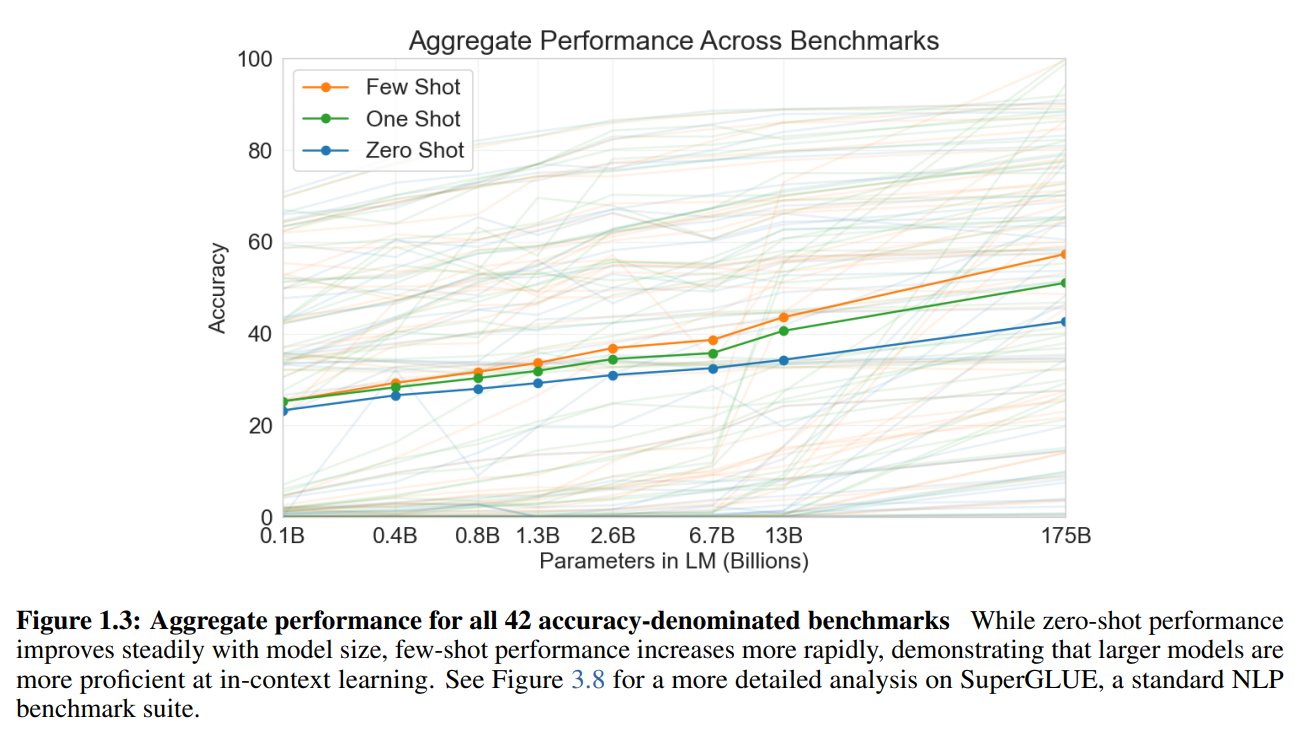 Aggregate Performance Across Benchmarks
100
80
60
40
20
0
Accuracy
Few Shot
One Shot
Zero Shot
0.1B 0.4B 0.8B 1.3B 2.6B 6.7B 13B 175B
Parameters in LM (Billions)
Figure 1.3: Aggregate performance for all 42 accuracy-denominated benchmarks While zero-shot performance
improves steadily with model size, few-shot performance increases more rapidly, demonstrating that larger models are
more proficient at in-context learning. See Figure 3.8 for a more detailed analysis on SuperGLUE, a standard NLP
benchmark suite.